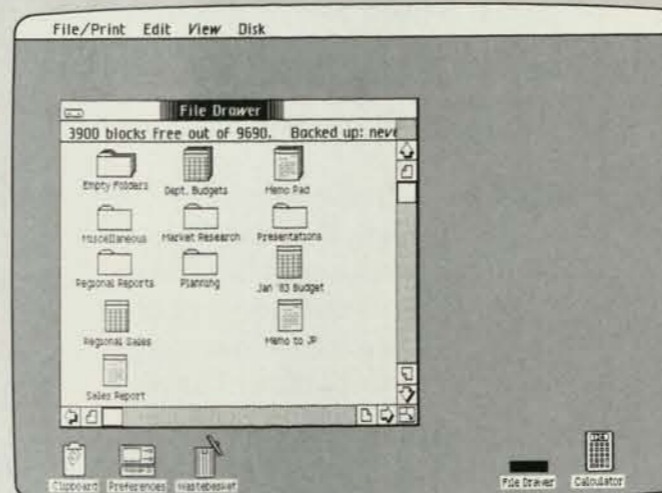 File/Print Edit View Disk
File Drawer
3900 blocks free out of 9690. Backed up: neve
Empty Folders Dept. Budgets Memo Pad
Miscellaneous Market Research Presentations
Regional Reports Planning Jan '83 Budget
Regional Sales Memo to JP
Sales Report
Clipboard Preferences Wastebasket File Drawer Calculator